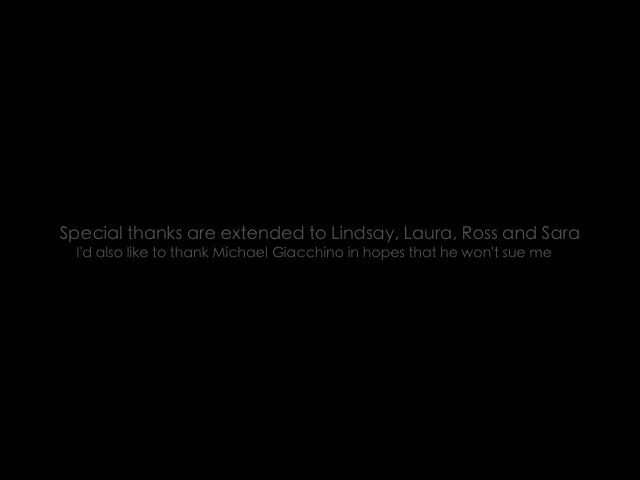 Special thanks are extended to Lindsay, Laura, Ross and Sara
I'd also like to thank Michael Giacchino in hopes that he won't sue me